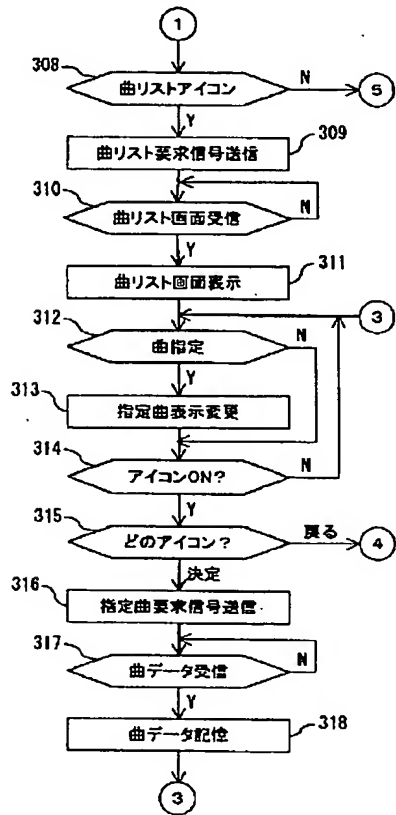 1
308
曲リストアイコン
N
5
Y
曲リスト要求信号送信
309
310
曲リスト画面受信
N
Y
311
曲リスト画面表示
3
312
曲指定
N
Y
313
指定曲表示変更
314
アイコンON?
N
Y
315
どのアイコン?
戻る
4
決定
316
指定曲要求信号送信
317
曲データ受信
N
Y
318
曲データ記憶
3